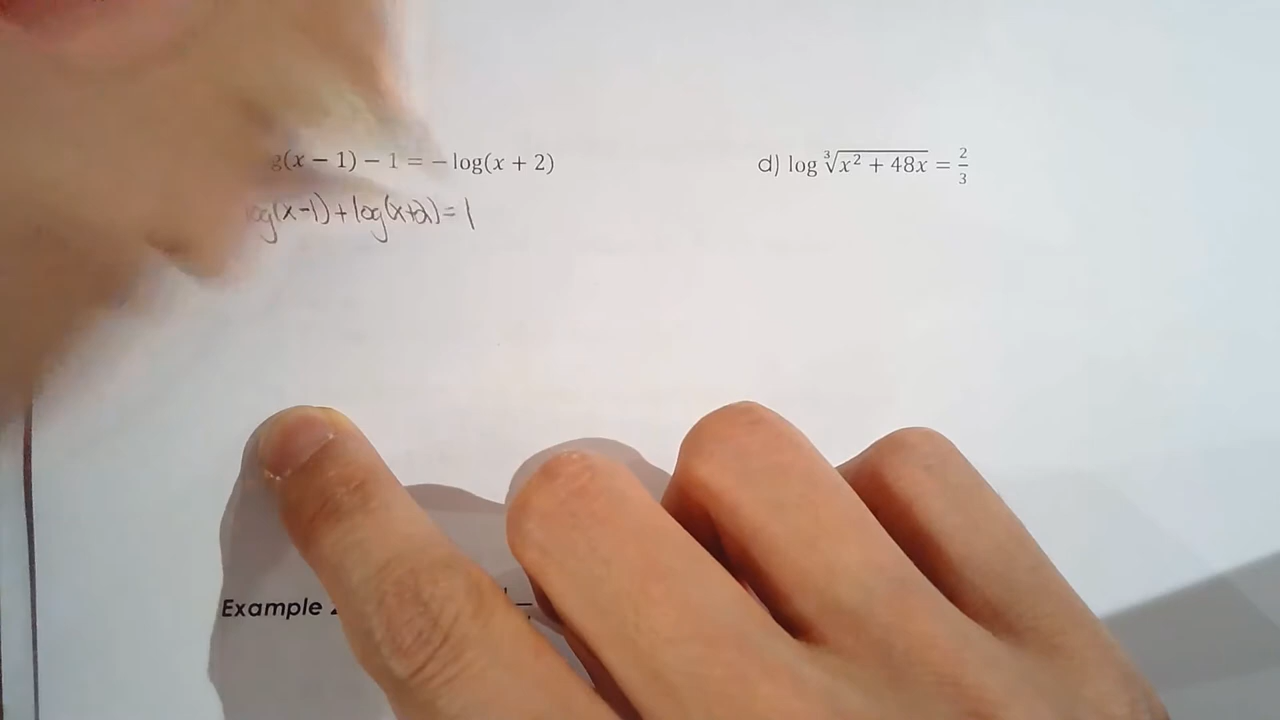 g(x − 1) − 1 = − log(x + 2)
og(x-1)+log(x+2)=1
d) log ∛(x² + 48x) = 2/3
Example